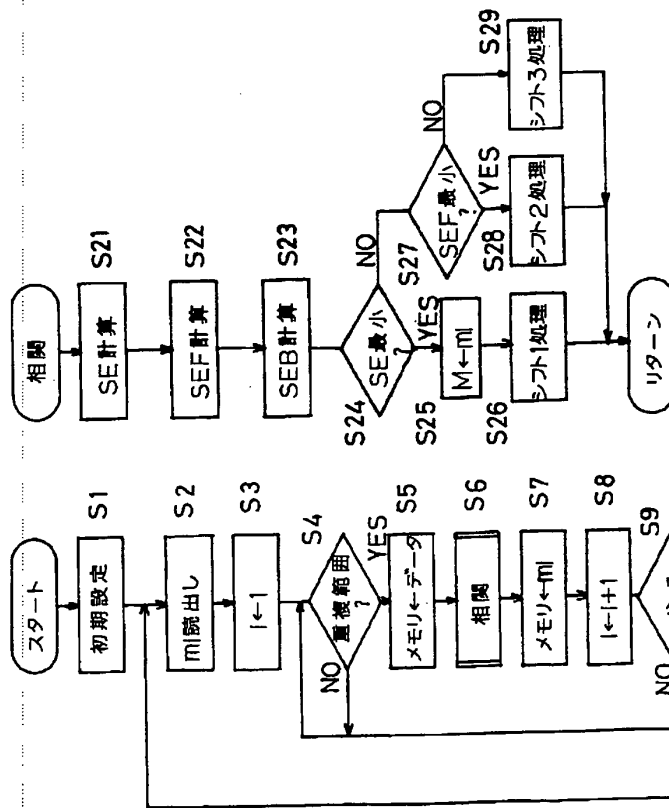 スタート
初期設定
S1
ml読出し
S2
l←1
S3
重複範囲
?
S4
YES
NO
メモリ←データ
S5
相関
S6
メモリ←ml
S7
l←l+1
S8
S9
NO
相関
SE計算
S21
SEF計算
S22
SEB計算
S23
SE最小
?
S24
NO
YES
M←ml
S25
シフト1処理
S26
SEF最小
?
S27
NO
YES
シフト2処理
S28
シフト3処理
S29
リターン